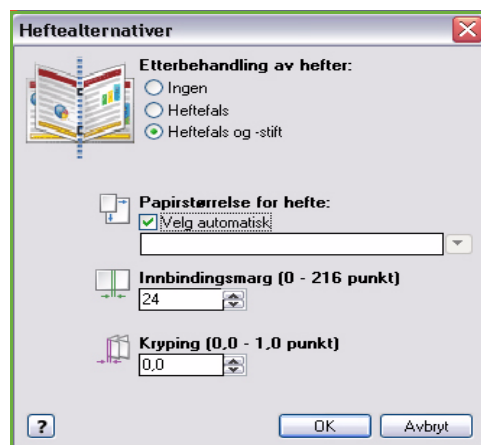 Heftealternativer
Etterbehandling av hefter:
Ingen
Heftefals
Heftefals og -stift
Papirstørrelse for hefte:
Velg automatisk
Innbindingsmarg (0 - 216 punkt)
24
Kryping (0,0 - 1,0 punkt)
0,0
? OK Avbryt